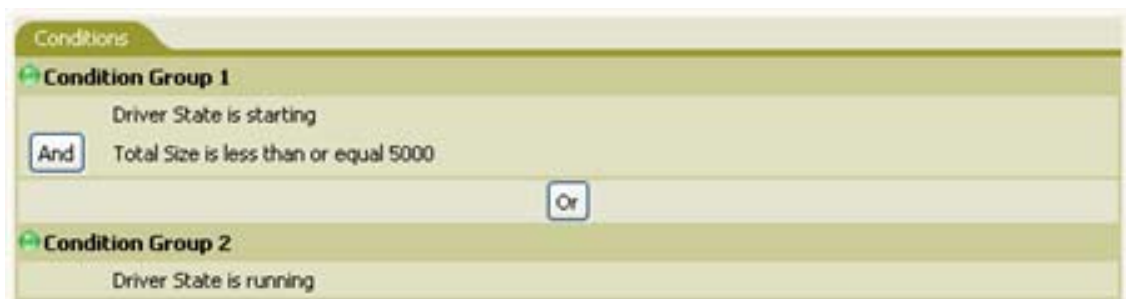 Conditions
Condition Group 1
Driver State is starting
And Total Size is less than or equal 5000
Or
Condition Group 2
Driver State is running